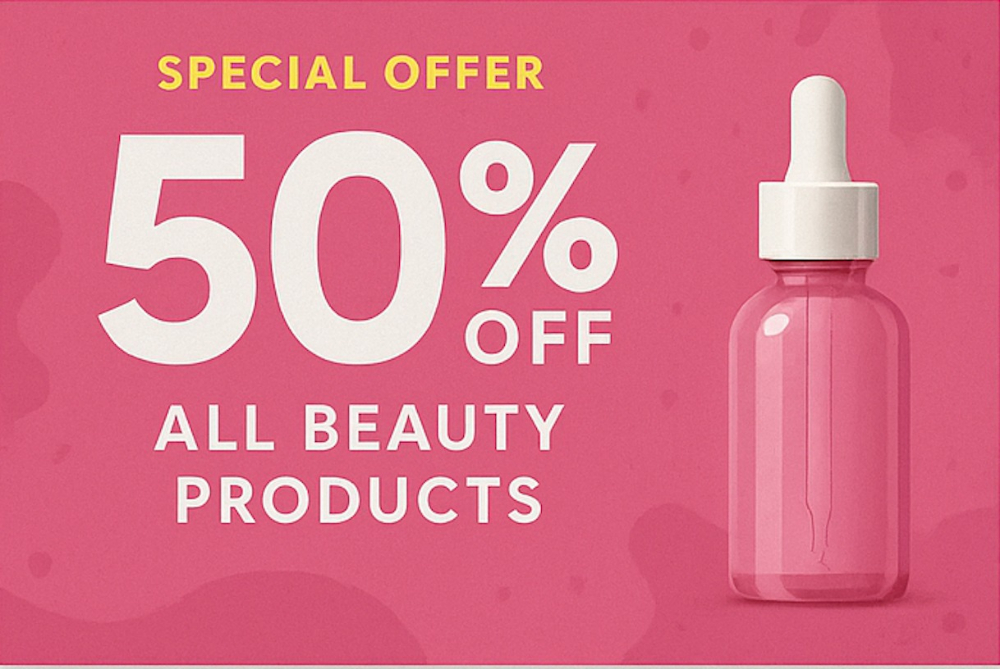 SPECIAL OFFER
50%
OFF
ALL BEAUTY
PRODUCTS